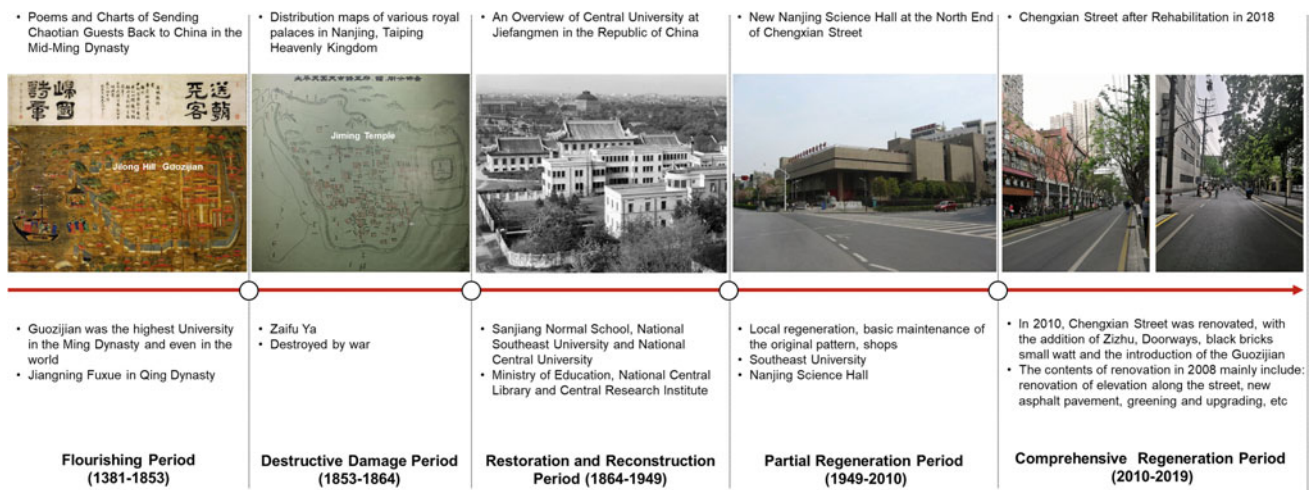 • Poems and Charts of Sending
Chaotian Guests Back to China in the
Mid-Ming Dynasty
• Distribution maps of various royal
palaces in Nanjing, Taiping
Heavenly Kingdom
• An Overview of Central University at
Jiefangmen in the Republic of China
• New Nanjing Science Hall at the North End
of Chengxian Street
• Chengxian Street after Rehabilitation in 2018
送朝
天客
歸國
詩章
Jilong Hill Guozijian
Jiming Temple
• Guozijian was the highest University
in the Ming Dynasty and even in the
world
• Jiangning Fuxue in Qing Dynasty
• Zaifu Ya
• Destroyed by war
• Sanjiang Normal School, National
Southeast University and National
Central University
• Ministry of Education, National Central
Library and Central Research Institute
• Local regeneration, basic maintenance of
the original pattern, shops
• Southeast University
• Nanjing Science Hall
• In 2010, Chengxian Street was renovated, with
the addition of Zizhu, Doorways, black bricks
small watt and the introduction of the Guozijian
• The contents of renovation in 2008 mainly include:
renovation of elevation along the street, new
asphalt pavement, greening and upgrading, etc
Flourishing Period
(1381-1853)
Destructive Damage Period
(1853-1864)
Restoration and Reconstruction
Period (1864-1949)
Partial Regeneration Period
(1949-2010)
Comprehensive Regeneration Period
(2010-2019)